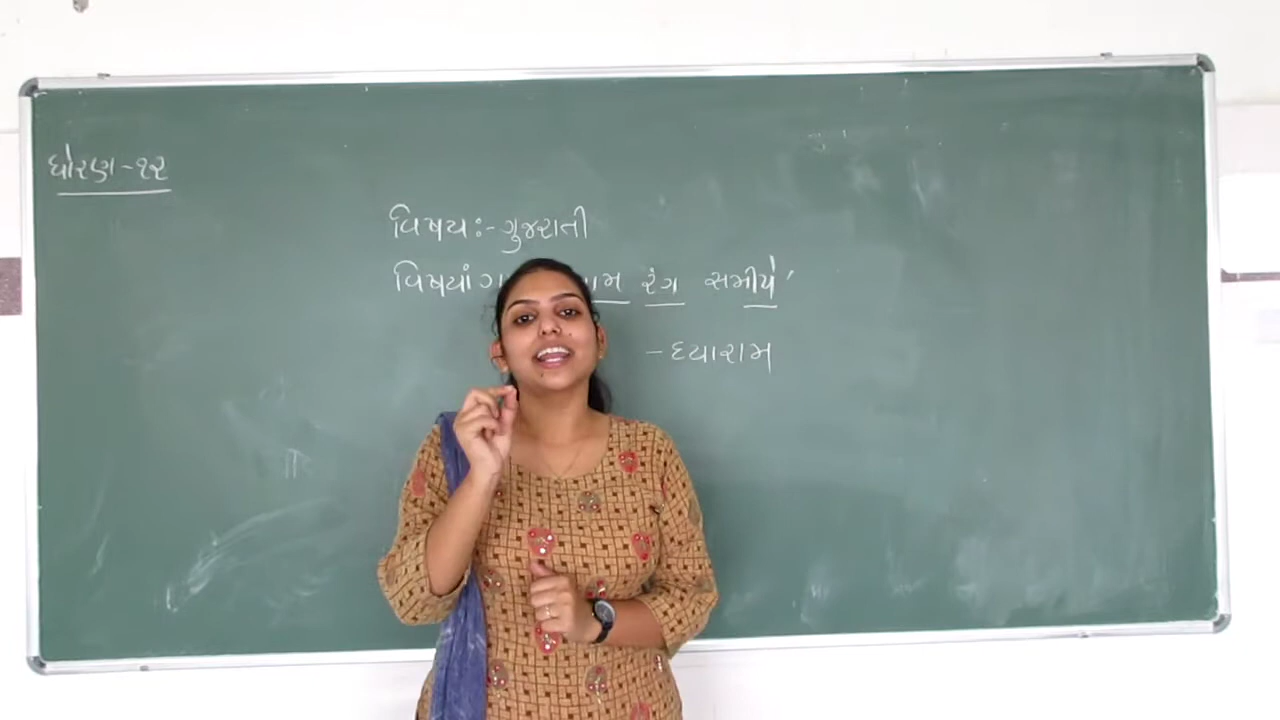 ધોરણ - ૧૨
વિષય :- ગુજરાતી
વિષયાંગ રંગ સમીપે'
- દયારામ